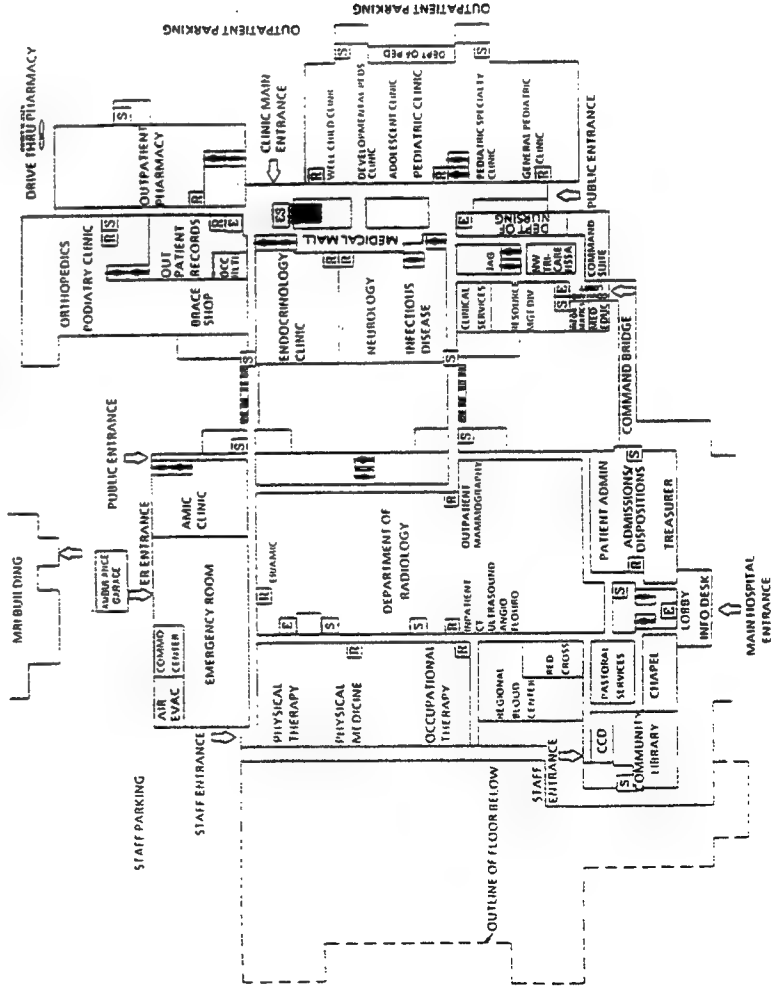 OUTPATIENT PARKING
OUTPATIENT PARKING
DRIVE THRU PHARMACY
S
OUTPATIENT
PHARMACY
R
CLINIC MAIN
ENTRANCE
S
DEPT OF PED
S
R
WELL CHILD CLINIC
DEVELOPMENTAL PEDS
CLINIC
ADOLESCENT CLINIC
PEDIATRIC CLINIC
R
PEDIATRIC SPECIALTY
CLINIC
GENERAL PEDIATRIC
CLINIC
R
PUBLIC ENTRANCE
ORTHOPEDICS
PODIATRY CLINIC
R S
OUT
PATIENT
RECORDS
E
BRACE
SHOP
ES
MEDICAL MALL
E
DEPT OF
NURSING
ENDOCRINOLOGY
CLINIC
R
R
NEUROLOGY
INFECTIOUS
DISEASE
JAG
CLINICAL SERVICES
RESOURCE
COMMAND
SUITE
E
S
MED
S
S
COMMAND BRIDGE
PUBLIC ENTRANCE
S
S
AMIC
CLINIC
ER ENTRANCE
AMBULANCE
GARAGE
MRI BUILDING
EMERGENCY ROOM
COMMO
CENTER
AIR
EVAC
R
ER/AMIC
E
S
DEPARTMENT OF
RADIOLOGY
S
R
OUTPATIENT
MAMMOGRAPHY
R
INPATIENT
CT
ULTRASOUND
ANGIO
FLOURO
PATIENT ADMIN
ADMISSIONS/
DISPOSITIONS
S
R
TREASURER
S
E
LOBBY
INFO DESK
MAIN HOSPITAL
ENTRANCE
PHYSICAL
THERAPY
R
PHYSICAL
MEDICINE
OCCUPATIONAL
THERAPY
R
REGIONAL
BLOOD
CENTER
RED
CROSS
PASTORAL
SERVICES
CHAPEL
CCD
S
COMMUNITY
LIBRARY
STAFF
ENTRANCE
STAFF ENTRANCE
STAFF PARKING
OUTLINE OF FLOOR BELOW